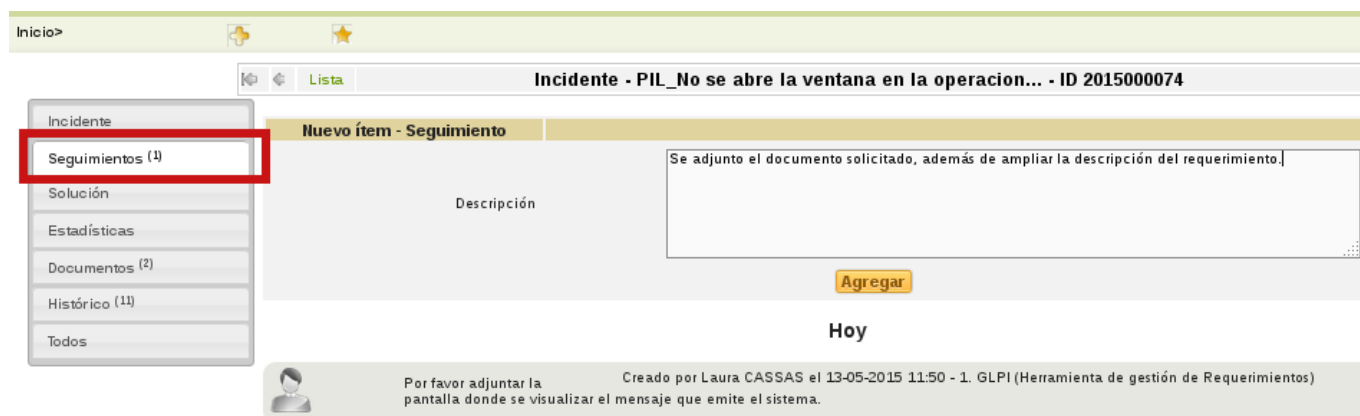 Inicio>
Lista
Incidente - PIL_No se abre la ventana en la operacion... - ID 2015000074
Incidente
Seguimientos (1)
Solución
Estadísticas
Documentos (2)
Histórico (11)
Todos
Nuevo ítem - Seguimiento
Descripción
Se adjunto el documento solicitado, además de ampliar la descripción del requerimiento.
Agregar
Hoy
Creado por Laura CASSAS el 13-05-2015 11:50 - 1. GLPI (Herramienta de gestión de Requerimientos)
Por favor adjuntar la
pantalla donde se visualizar el mensaje que emite el sistema.